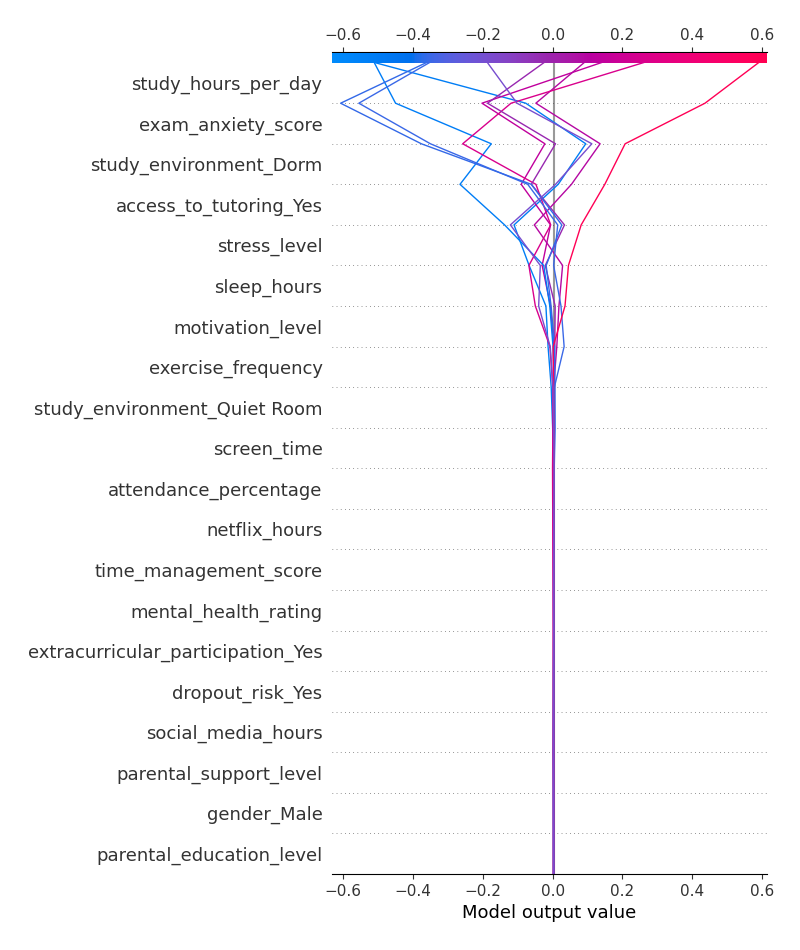 −0.6 −0.4 −0.2 0.0 0.2 0.4 0.6
study_hours_per_day
exam_anxiety_score
study_environment_Dorm
access_to_tutoring_Yes
stress_level
sleep_hours
motivation_level
exercise_frequency
study_environment_Quiet Room
screen_time
attendance_percentage
netflix_hours
time_management_score
mental_health_rating
extracurricular_participation_Yes
dropout_risk_Yes
social_media_hours
parental_support_level
gender_Male
parental_education_level
−0.6 −0.4 −0.2 0.0 0.2 0.4 0.6
Model output value